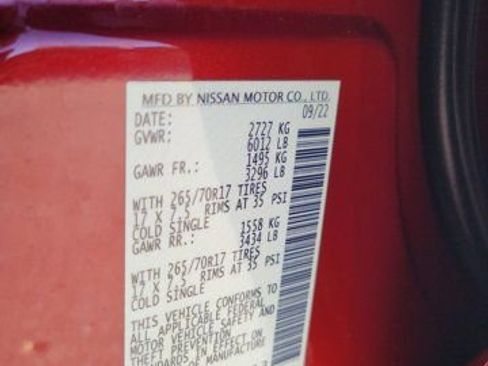 MFD BY NISSAN MOTOR CO., LTD.
DATE: 09/22
GVWR: 2727 KG
6012 LB
GAWR FR.: 1495 KG
3296 LB
WITH 265/70R17 TIRES
17 X 7.5 RIMS AT 35 PSI
COLD SINGLE
GAWR RR.: 1558 KG
3434 LB
WITH 265/70R17 TIRES
17 X 7.5 RIMS AT 35 PSI
COLD SINGLE
THIS VEHICLE CONFORMS TO
ALL APPLICABLE FEDERAL
MOTOR VEHICLE SAFETY AND
THEFT PREVENTION
STANDARDS IN EFFECT ON
OF MANUFACTURE